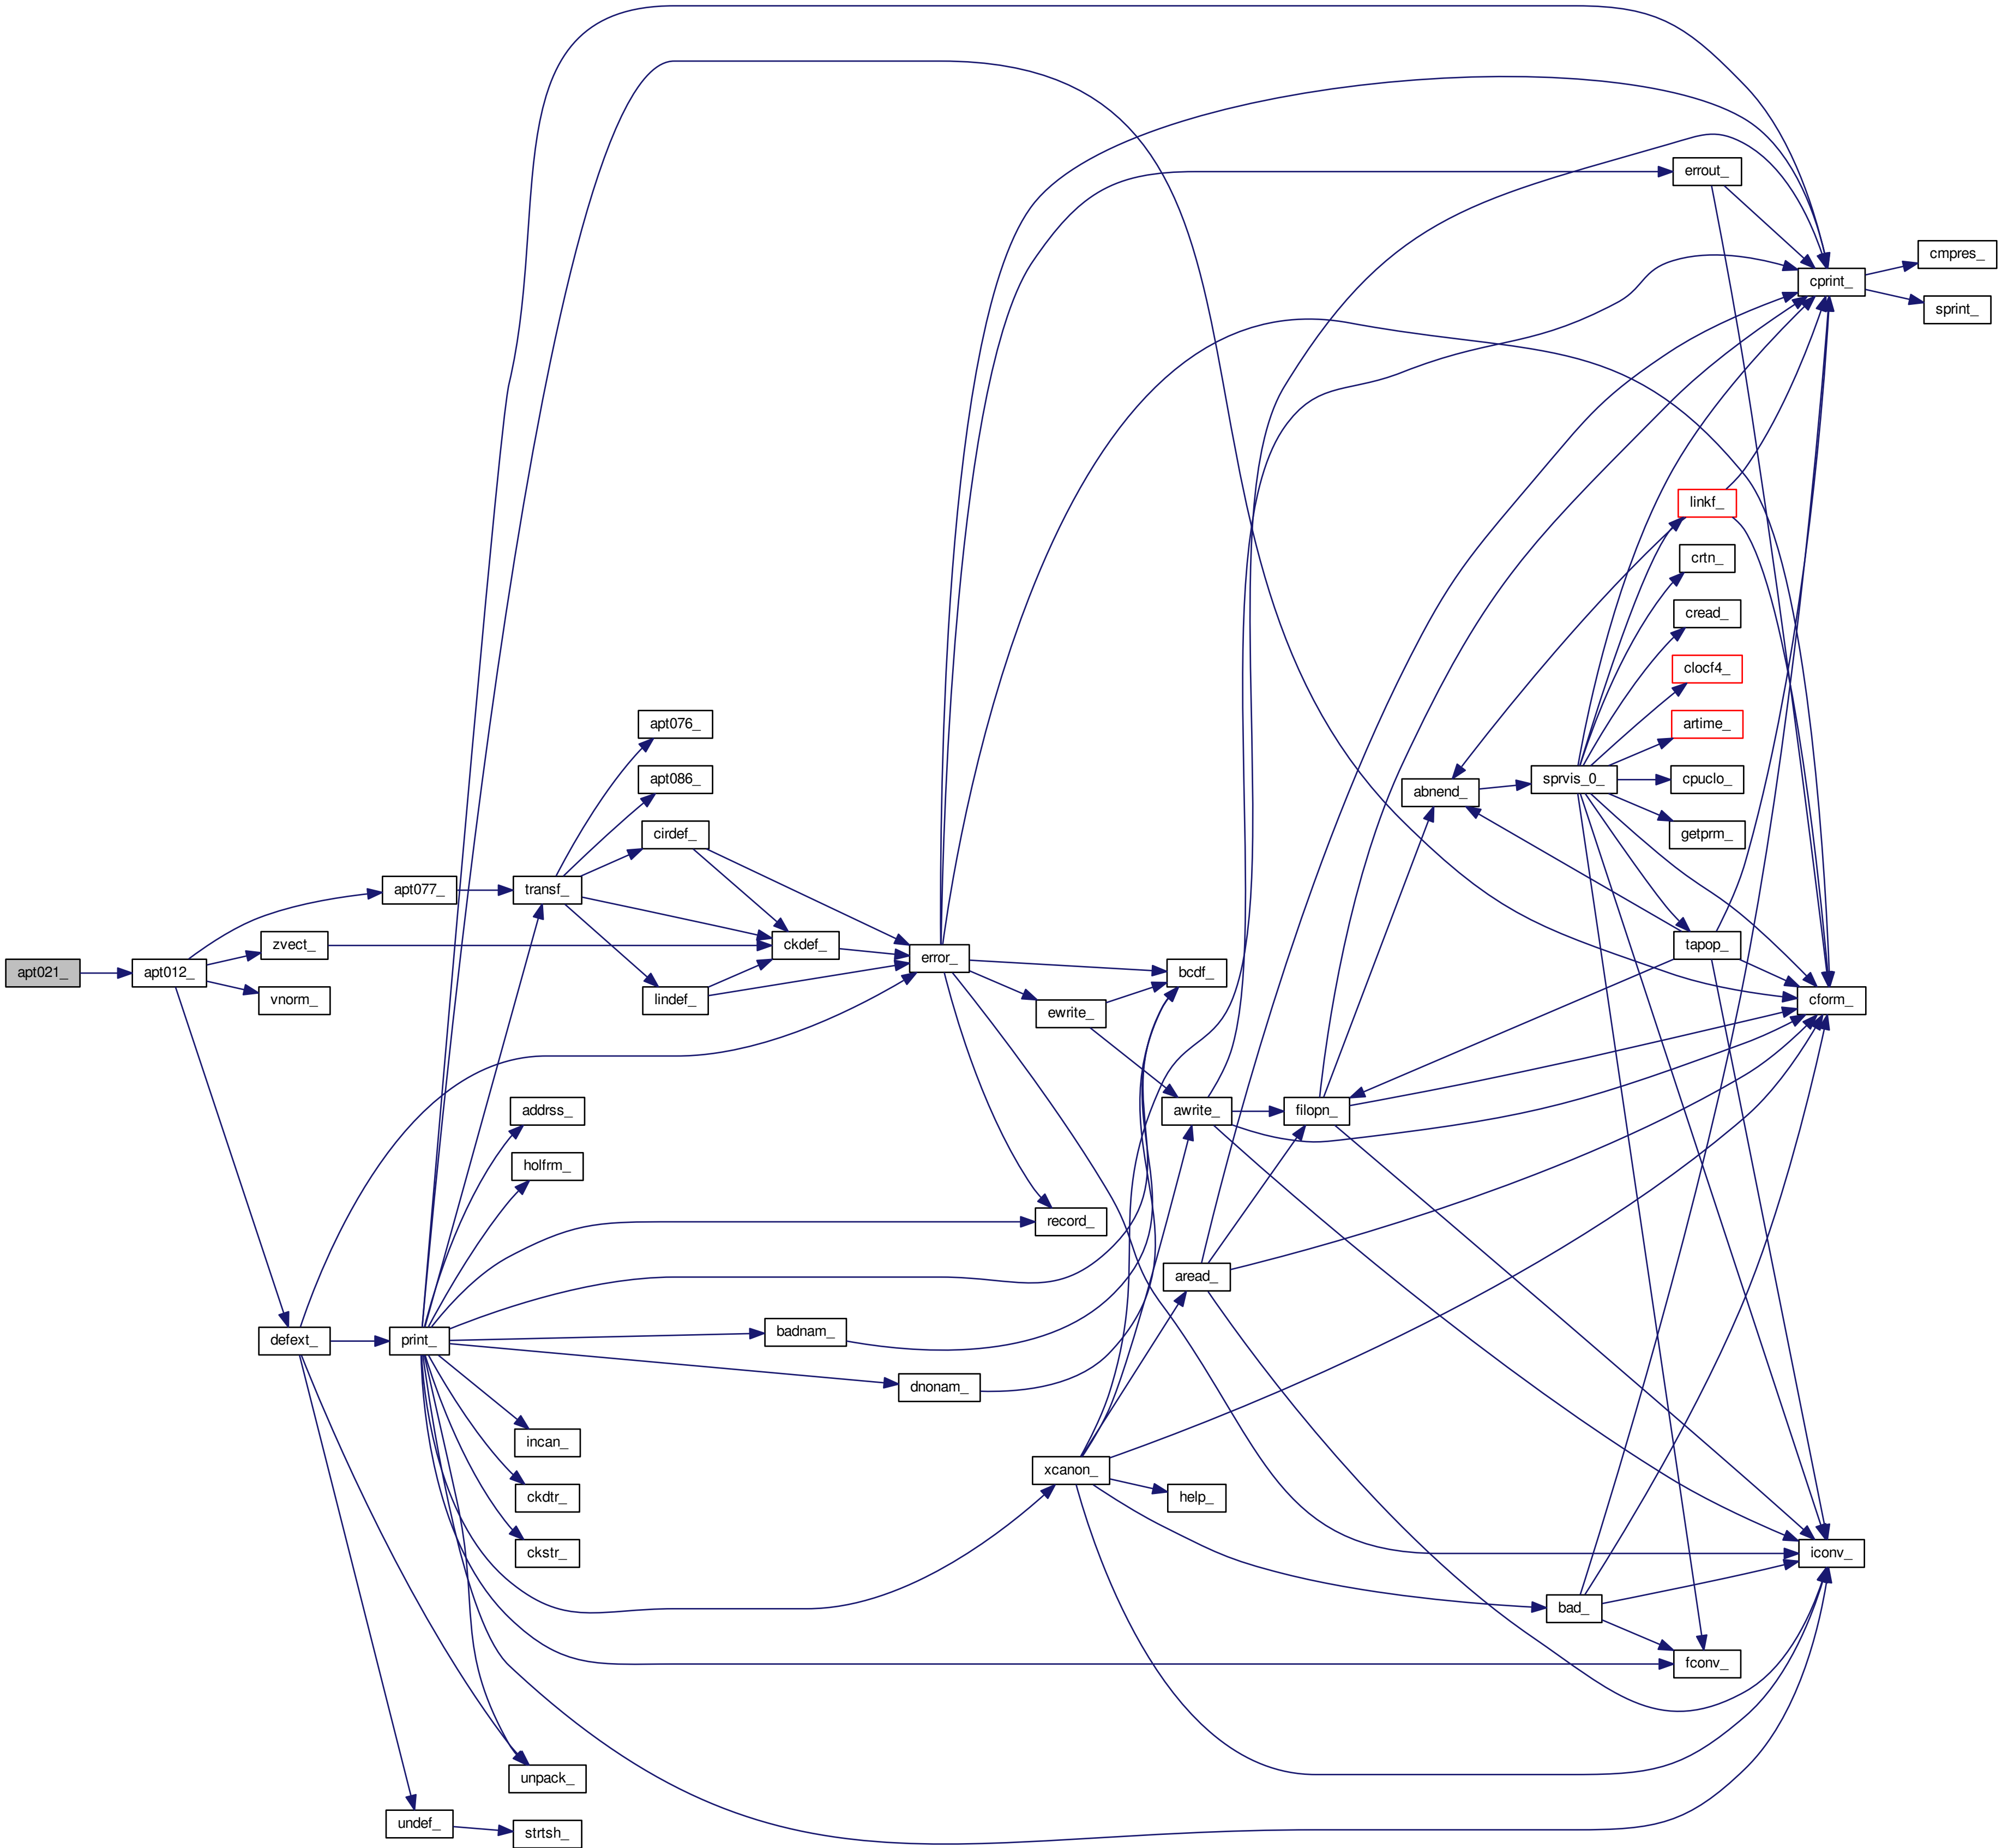 apt021_
apt012_
apt077_
zvect_
vnorm_
defext_
print_
undef_
transf_
addrss_
holfrm_
incan_
ckdtr_
ckstr_
unpack_
strtsh_
apt076_
apt086_
cirdef_
lindef_
ckdef_
badnam_
dnonam_
error_
ewrite_
record_
xcanon_
bcdf_
awrite_
aread_
help_
filopn_
abnend_
sprvis_0_
bad_
errout_
linkf_
crtn_
cread_
clocf4_
artime_
cpuclo_
getprm_
tapop_
fconv_
cprint_
cform_
iconv_
cmpres_
sprint_